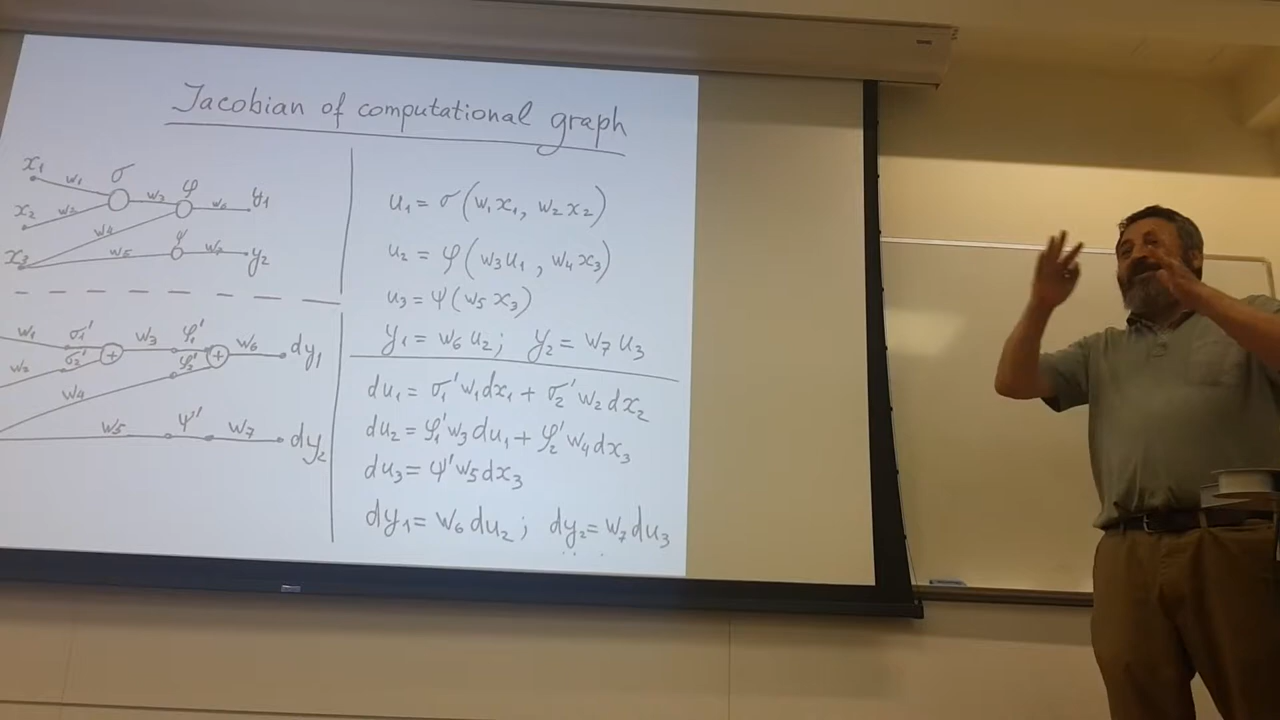 Jacobian of computational graph
x₁ w₁ σ
w₃ φ w₆ y₁
x₂ w₂
w₄
x₃ w₅ ψ w₇ y₂
w₁ σ₁' w₃ φ₁' w₆ dy₁
+ +
w₂ σ₂' φ₂'
w₄
w₅ ψ' w₇ dy₂
u₁ = σ(w₁x₁, w₂x₂)
u₂ = φ(w₃u₁, w₄x₃)
u₃ = ψ(w₅x₃)
y₁ = w₆u₂; y₂ = w₇u₃
du₁ = σ₁'w₁dx₁ + σ₂'w₂dx₂
du₂ = φ₁'w₃du₁ + φ₂'w₄dx₃
du₃ = ψ'w₅dx₃
dy₁ = w₆du₂; dy₂ = w₇du₃